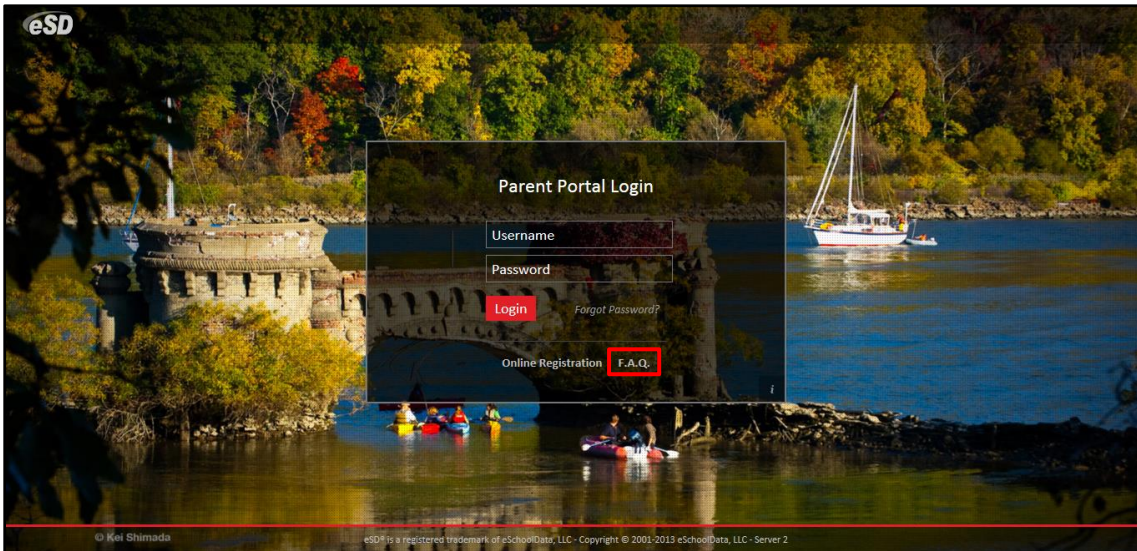 eSD
Parent Portal Login
Username
Password
Login Forgot Password?
Online Registration F.A.Q.
i
© Kei Shimada
eSD® is a registered trademark of eSchoolData, LLC - Copyright © 2001-2013 eSchoolData, LLC - Server 2